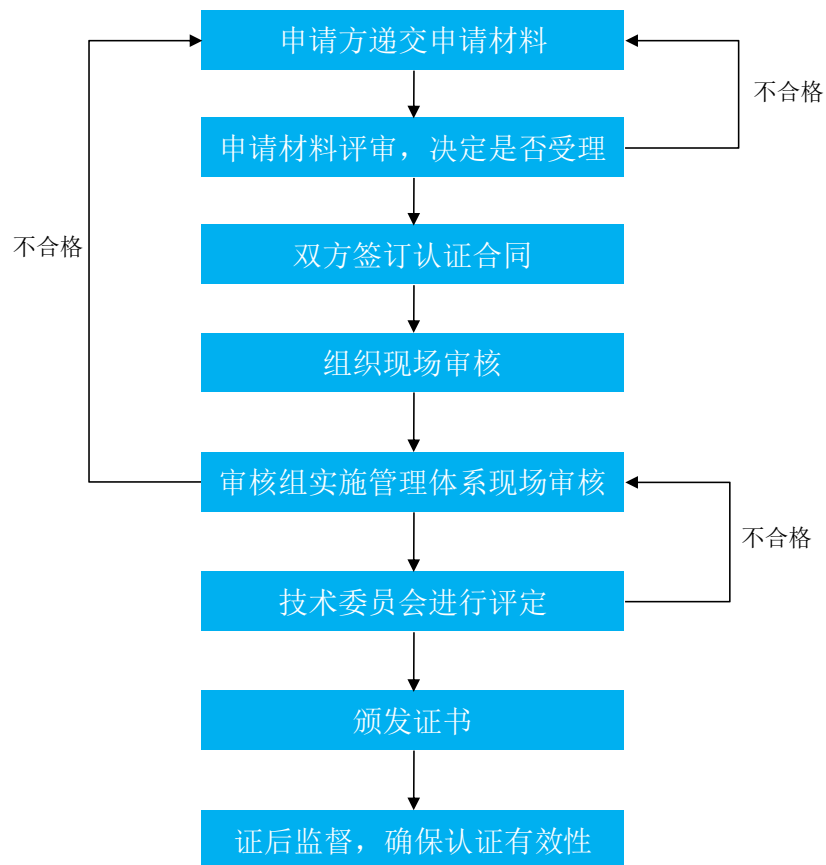 申请方递交申请材料
不合格
申请材料评审，决定是否受理
不合格
双方签订认证合同
组织现场审核
审核组实施管理体系现场审核
不合格
技术委员会进行评定
颁发证书
证后监督，确保认证有效性